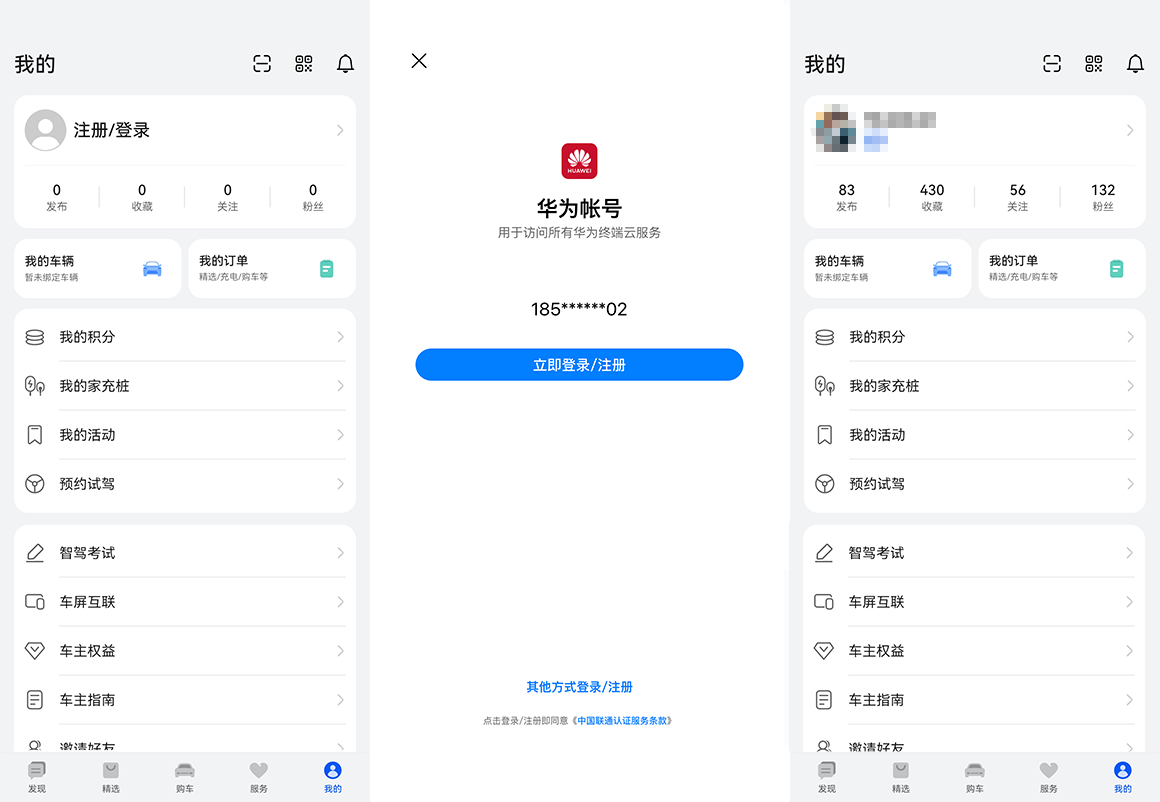 我的
注册/登录
0 0 0 0
发布 收藏 关注 粉丝
我的车辆
暂未绑定车辆
我的订单
精选/充电/购车等
我的积分
我的家充桩
我的活动
预约试驾
智驾考试
车屏互联
车主权益
车主指南
邀请好友
发现 精选 购车 服务 我的
HUAWEI
华为帐号
用于访问所有华为终端云服务
185******02
立即登录/注册
其他方式登录/注册
点击登录/注册即同意《中国联通认证服务条款》
我的
83 430 56 132
发布 收藏 关注 粉丝
我的车辆
暂未绑定车辆
我的订单
精选/充电/购车等
我的积分
我的家充桩
我的活动
预约试驾
智驾考试
车屏互联
车主权益
车主指南
邀请好友
发现 精选 购车 服务 我的